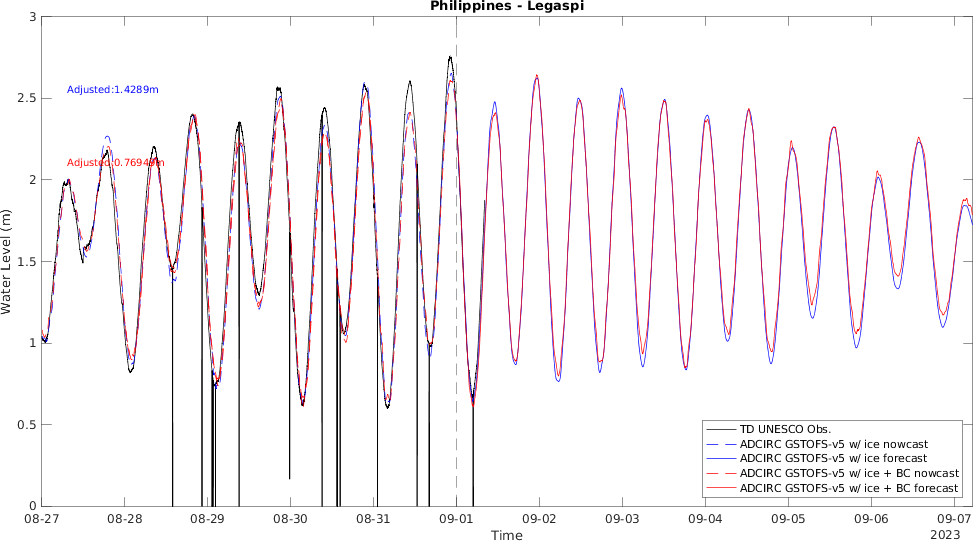 Philippines - Legaspi
3
2.5
2
1.5
1
0.5
0
Water Level (m)
Adjusted:1.4289m
08-27
08-28
08-29
08-30
08-31
09-01
09-02
09-03
09-04
09-05
09-06
09-07
Time
2023
TD UNESCO Obs.
ADCIRC GSTOFS-v5 w/ ice nowcast
ADCIRC GSTOFS-v5 w/ ice forecast
ADCIRC GSTOFS-v5 w/ ice + BC nowcast
ADCIRC GSTOFS-v5 w/ ice + BC forecast